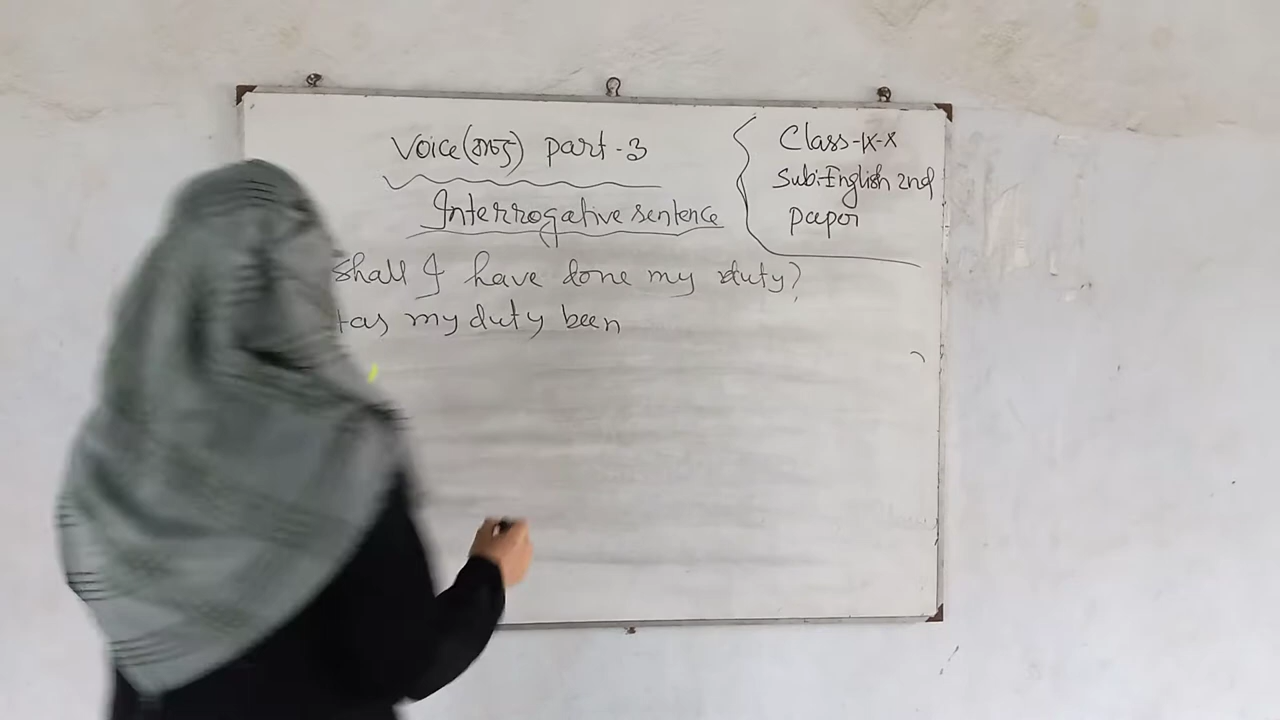 Voice (বাচ্য) part-3
Interrogative sentence
Class-IX-X
Sub:-English 2nd
paper
Shall I have done my duty?
Has my duty been